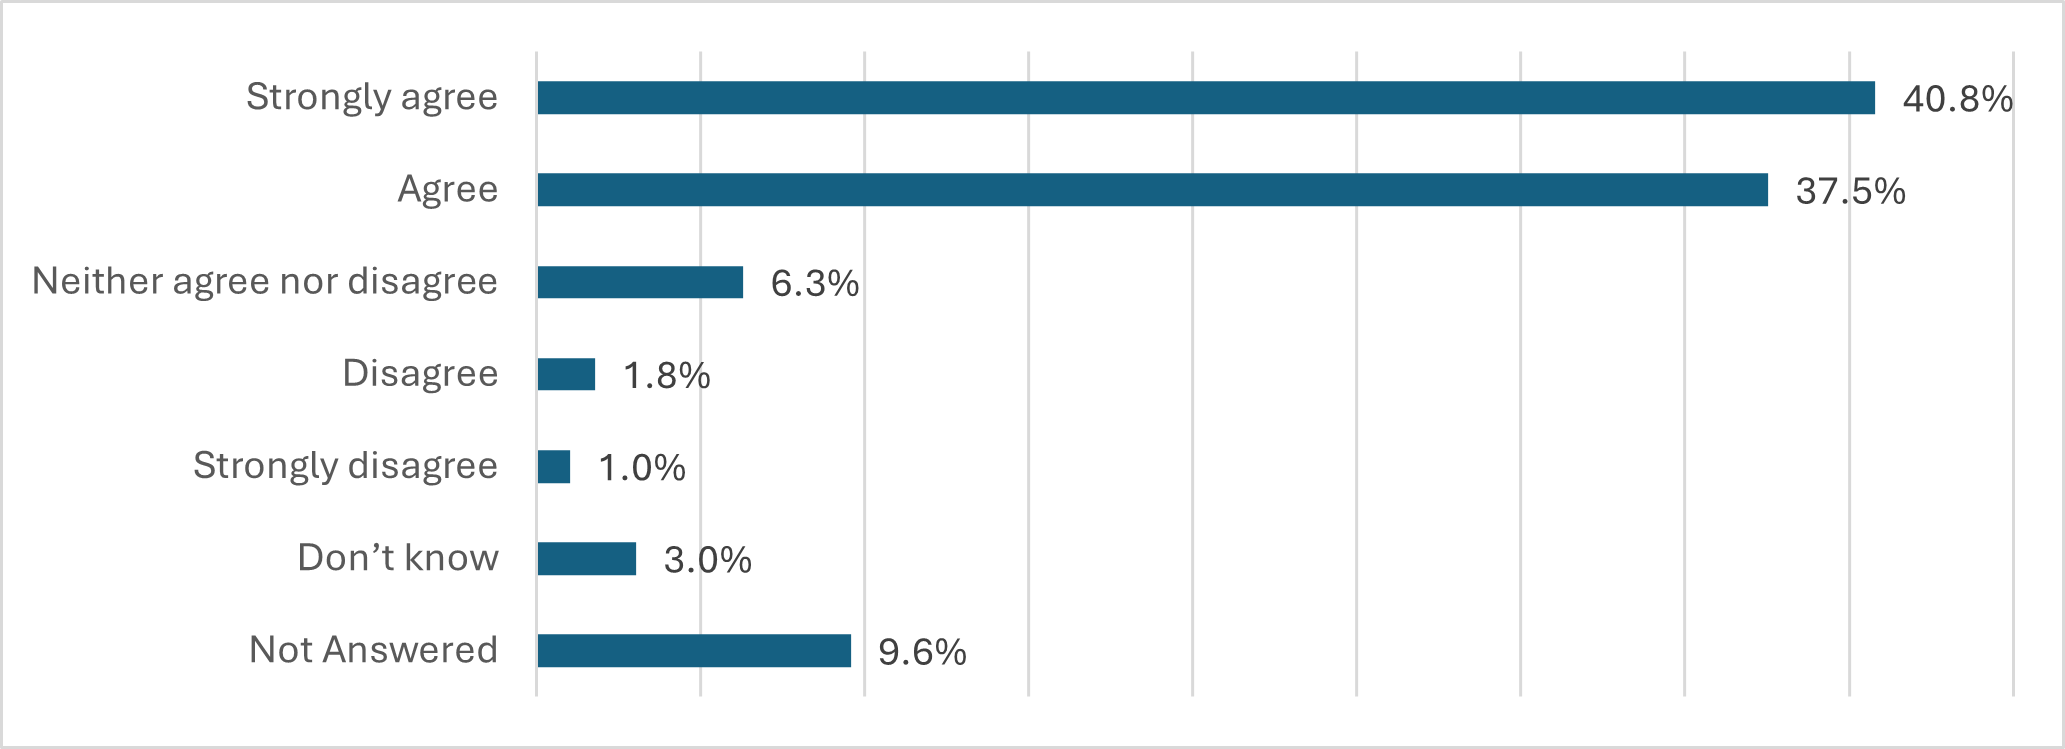 Strongly agree 40.8%
Agree 37.5%
Neither agree nor disagree 6.3%
Disagree 1.8%
Strongly disagree 1.0%
Don’t know 3.0%
Not Answered 9.6%